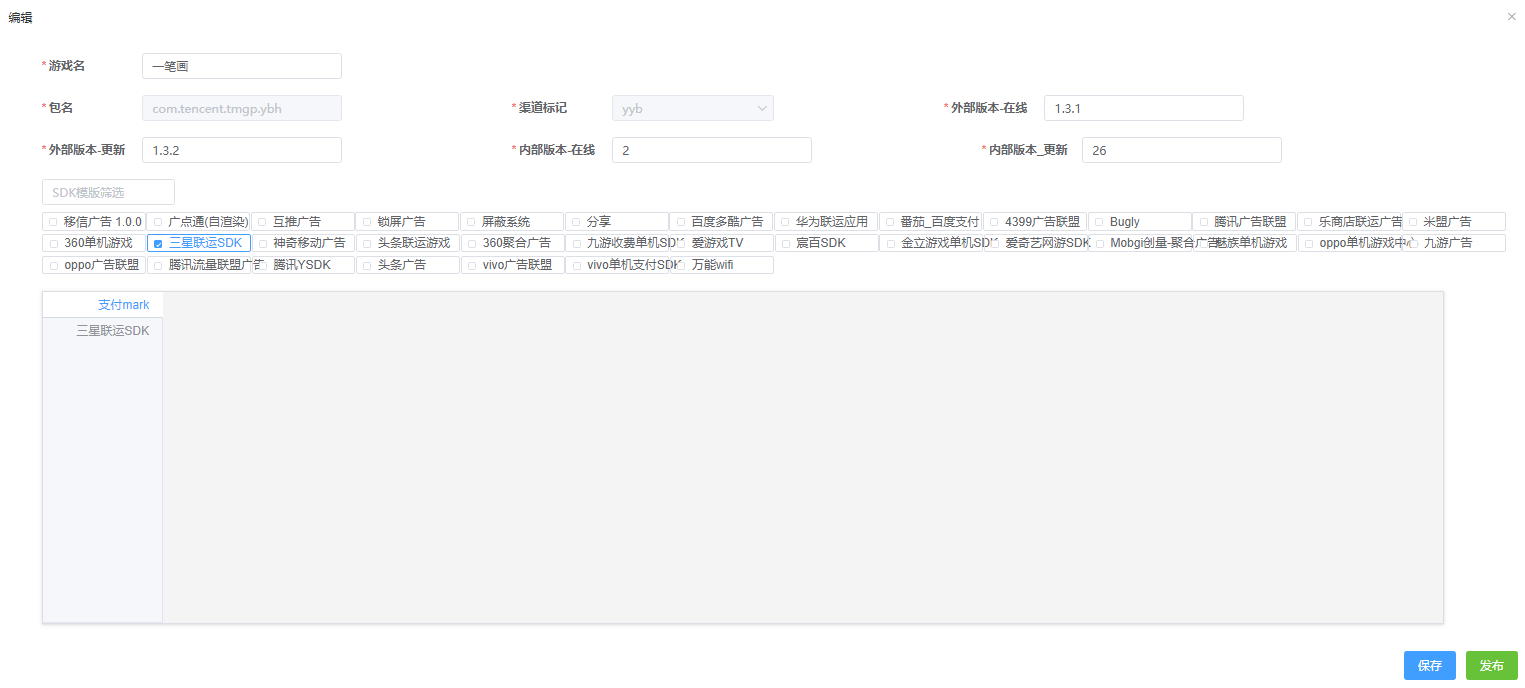 编辑
*游戏名 一笔画
*包名 com.tencent.tmgp.ybh *渠道标记 yyb *外部版本-在线 1.3.1
*外部版本-更新 1.3.2 *内部版本-在线 2 *内部版本_更新 26
SDK模版筛选
移信广告 1.0.0 广点通(自渲染) 互推广告 锁屏广告 屏蔽系统 分享 百度多酷广告 华为联运应用 番茄_百度支付 4399广告联盟 Bugly 腾讯广告联盟 乐商店联运广告 米盟广告
360单机游戏 三星联运SDK 神奇移动广告 头条联运游戏 360聚合广告 九游收费单机SDK 爱游戏TV 宸百SDK 金立游戏单机SDK 爱奇艺网游SDK Mobgi创量-聚合广告 魅族单机游戏 oppo单机游戏中心 九游广告
oppo广告联盟 腾讯流量联盟广告 腾讯YSDK 头条广告 vivo广告联盟 vivo单机支付SDK 万能wifi
支付mark
三星联运SDK
保存 发布